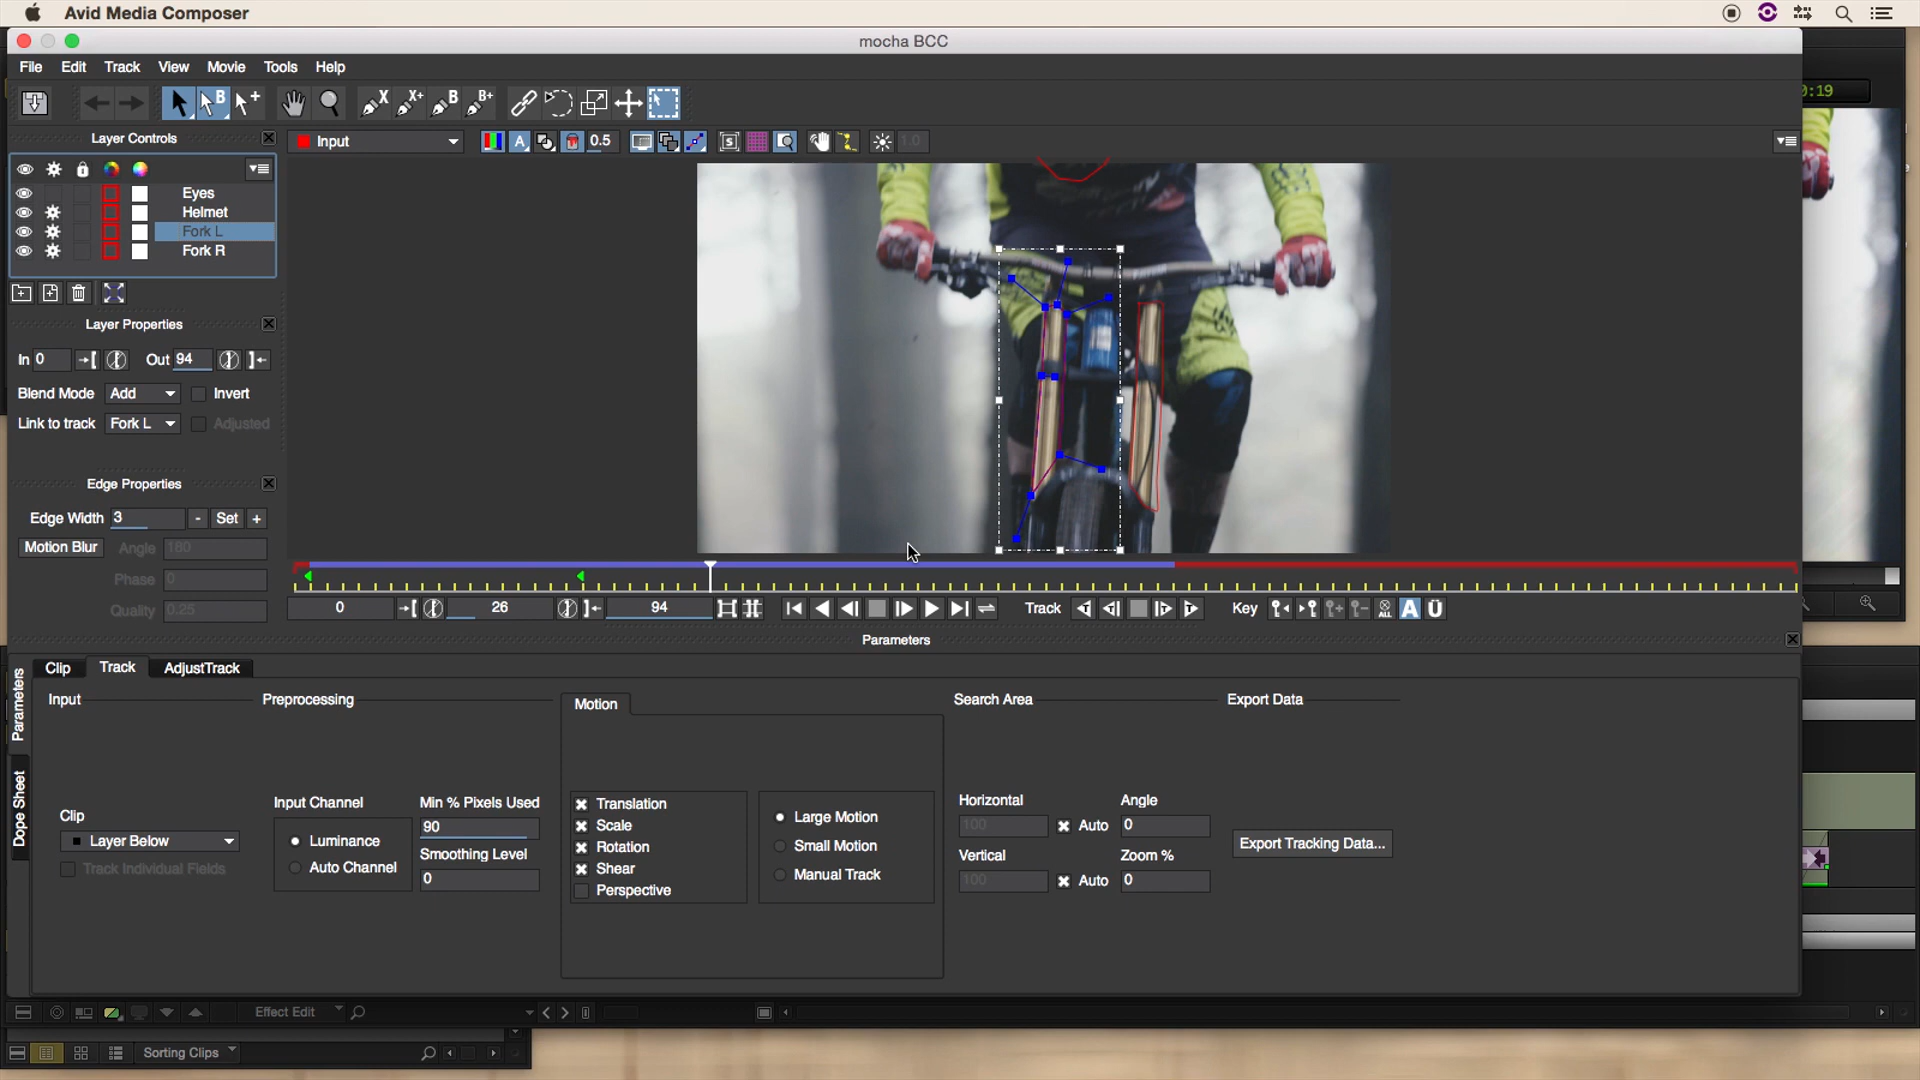 Avid Media Composer
mocha BCC
File Edit Track View Movie Tools Help
0:19
Layer Controls
Input
0.5
1.0
Eyes
Helmet
Fork L
Fork R
Layer Properties
In 0
Out 94
Blend Mode Add Invert
Link to track Fork L Adjusted
Edge Properties
Edge Width 3 - Set +
Motion Blur Angle 180
Phase 0
Quality 0.25
0 26 94 Track Key ALL A Ü
Parameters
Parameters
Dope Sheet
Clip Track AdjustTrack
Input
Clip
Layer Below
Track Individual Fields
Preprocessing
Input Channel
Luminance
Auto Channel
Min % Pixels Used
90
Smoothing Level
0
Motion
Translation
Scale
Rotation
Shear
Perspective
Large Motion
Small Motion
Manual Track
Search Area
Horizontal
100 Auto
Angle
0
Vertical
100 Auto
Zoom %
0
Export Data
Export Tracking Data...
Effect Edit
Sorting Clips